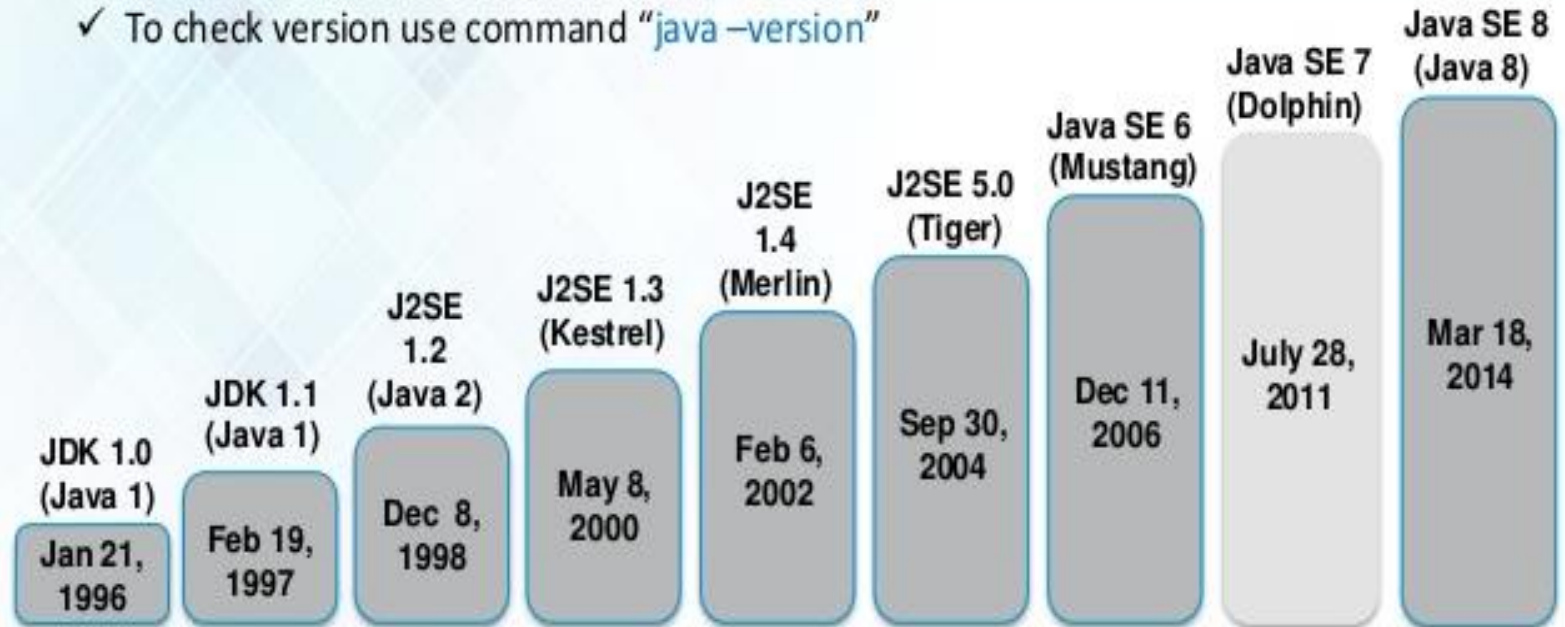 ✓ To check version use command “java –version”
JDK 1.0
(Java 1)
Jan 21,
1996
JDK 1.1
(Java 1)
Feb 19,
1997
J2SE
1.2
(Java 2)
Dec 8,
1998
J2SE 1.3
(Kestrel)
May 8,
2000
J2SE
1.4
(Merlin)
Feb 6,
2002
J2SE 5.0
(Tiger)
Sep 30,
2004
Java SE 6
(Mustang)
Dec 11,
2006
Java SE 7
(Dolphin)
July 28,
2011
Java SE 8
(Java 8)
Mar 18,
2014